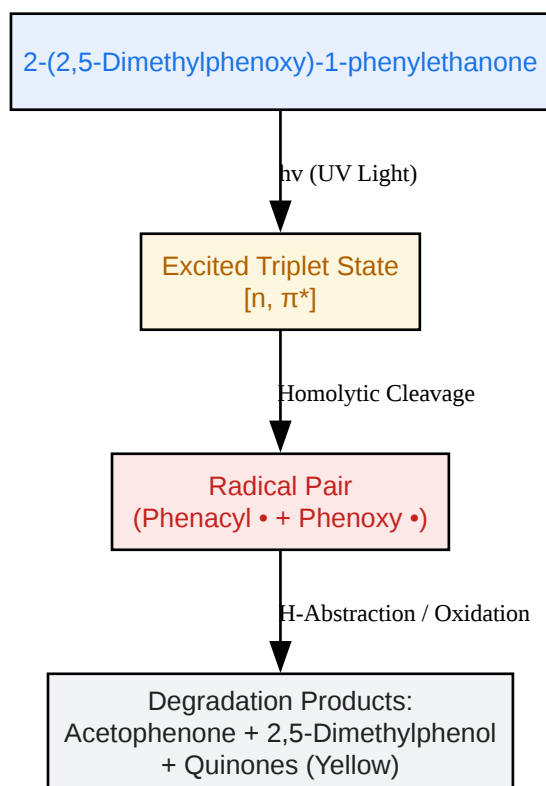 2-(2,5-Dimethylphenoxy)-1-phenylethanone
hv (UV Light)
Excited Triplet State
[n, π*]
Homolytic Cleavage
Radical Pair
(Phenacyl • + Phenoxy •)
H-Abstraction / Oxidation
Degradation Products:
Acetophenone + 2,5-Dimethylphenol
+ Quinones (Yellow)